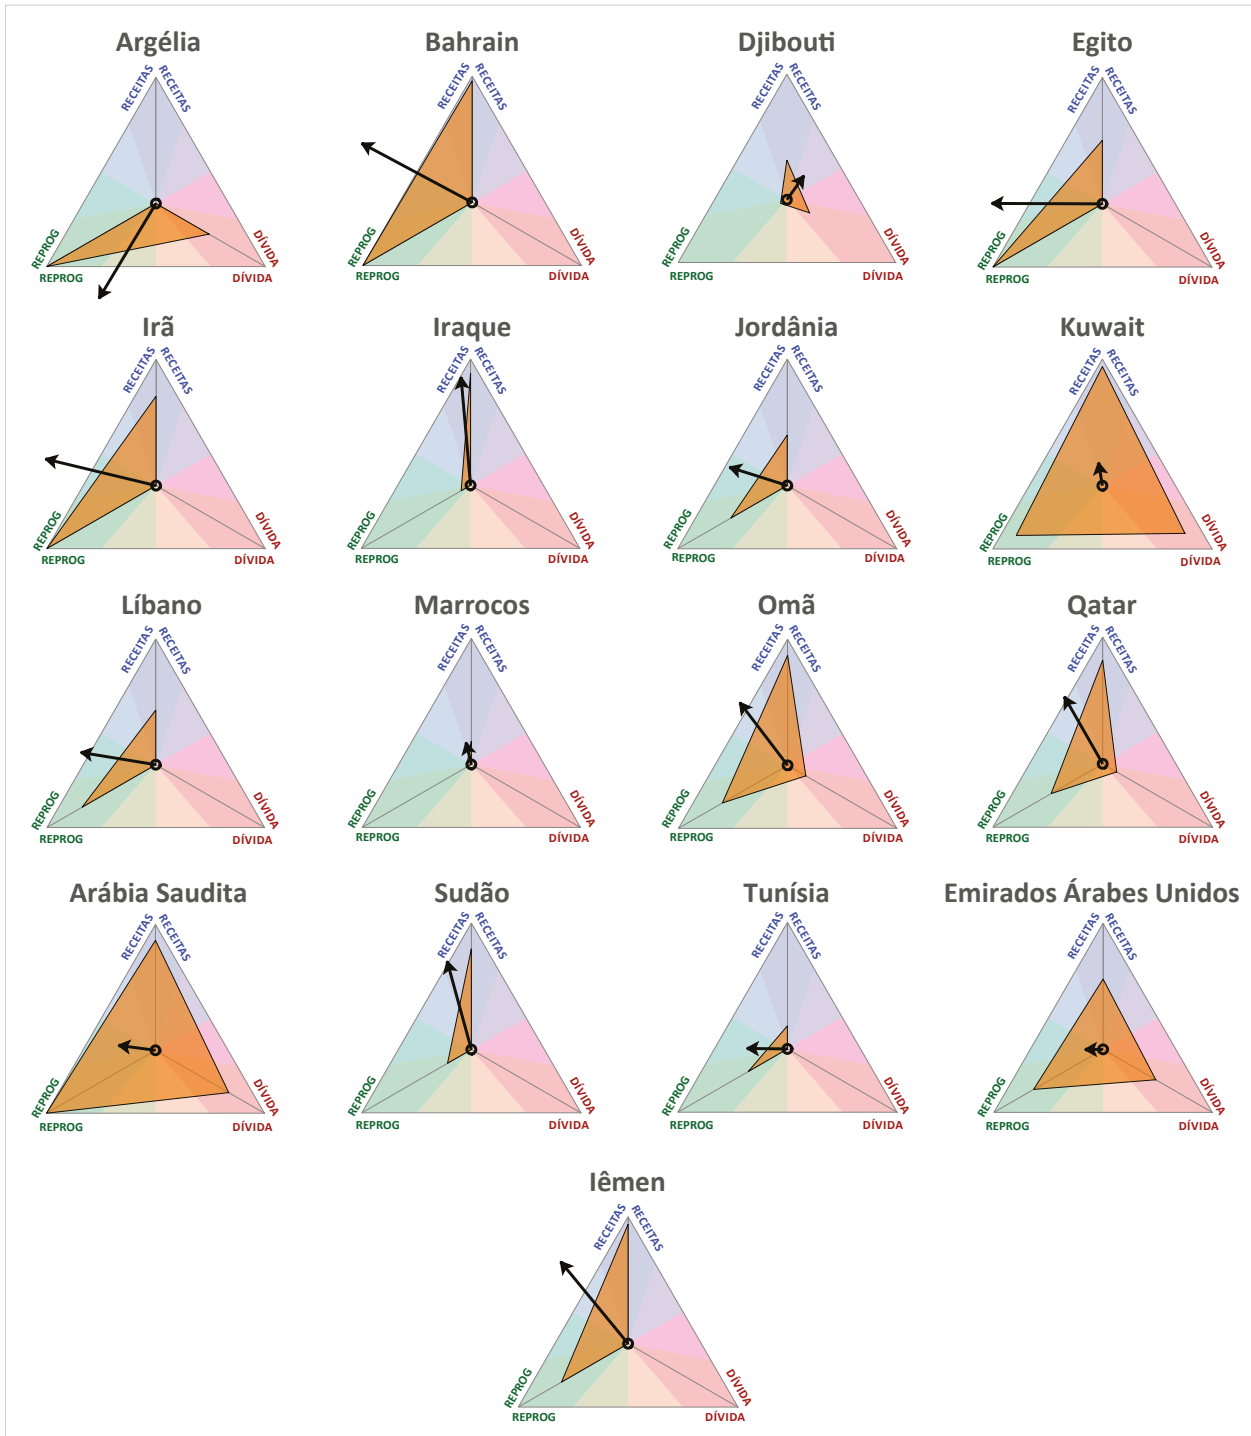 Argélia
RECEITAS
RECEITAS
REPROG
REPROG
DÍVIDA
DÍVIDA
Bahrain
RECEITAS
RECEITAS
REPROG
REPROG
DÍVIDA
DÍVIDA
Djibouti
RECEITAS
RECEITAS
REPROG
REPROG
DÍVIDA
DÍVIDA
Egito
RECEITAS
RECEITAS
REPROG
REPROG
DÍVIDA
DÍVIDA
Irã
RECEITAS
RECEITAS
REPROG
REPROG
DÍVIDA
DÍVIDA
Iraque
RECEITAS
RECEITAS
REPROG
REPROG
DÍVIDA
DÍVIDA
Jordânia
RECEITAS
RECEITAS
REPROG
REPROG
DÍVIDA
DÍVIDA
Kuwait
RECEITAS
RECEITAS
REPROG
REPROG
DÍVIDA
DÍVIDA
Líbano
RECEITAS
RECEITAS
REPROG
REPROG
DÍVIDA
DÍVIDA
Marrocos
RECEITAS
RECEITAS
REPROG
REPROG
DÍVIDA
DÍVIDA
Omã
RECEITAS
RECEITAS
REPROG
REPROG
DÍVIDA
DÍVIDA
Qatar
RECEITAS
RECEITAS
REPROG
REPROG
DÍVIDA
DÍVIDA
Arábia Saudita
RECEITAS
RECEITAS
REPROG
REPROG
DÍVIDA
DÍVIDA
Sudão
RECEITAS
RECEITAS
REPROG
REPROG
DÍVIDA
DÍVIDA
Tunísia
RECEITAS
RECEITAS
REPROG
REPROG
DÍVIDA
DÍVIDA
Emirados Árabes Unidos
RECEITAS
RECEITAS
REPROG
REPROG
DÍVIDA
DÍVIDA
Iêmen
RECEITAS
RECEITAS
REPROG
REPROG
DÍVIDA
DÍVIDA